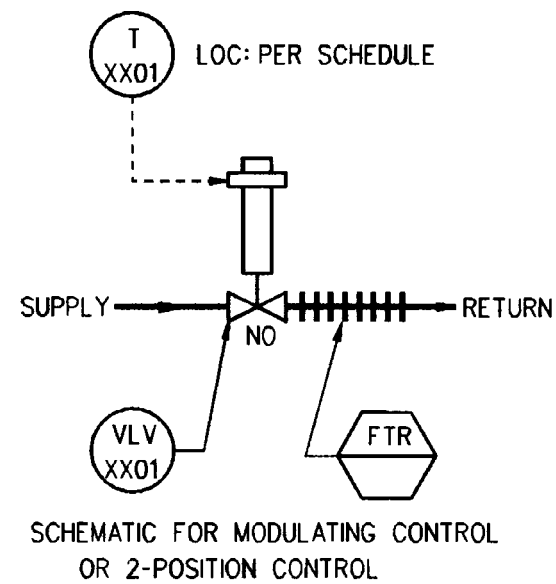 T
XX01
LOC: PER SCHEDULE
SUPPLY
NO
RETURN
VLV
XX01
FTR
SCHEMATIC FOR MODULATING CONTROL
OR 2-POSITION CONTROL